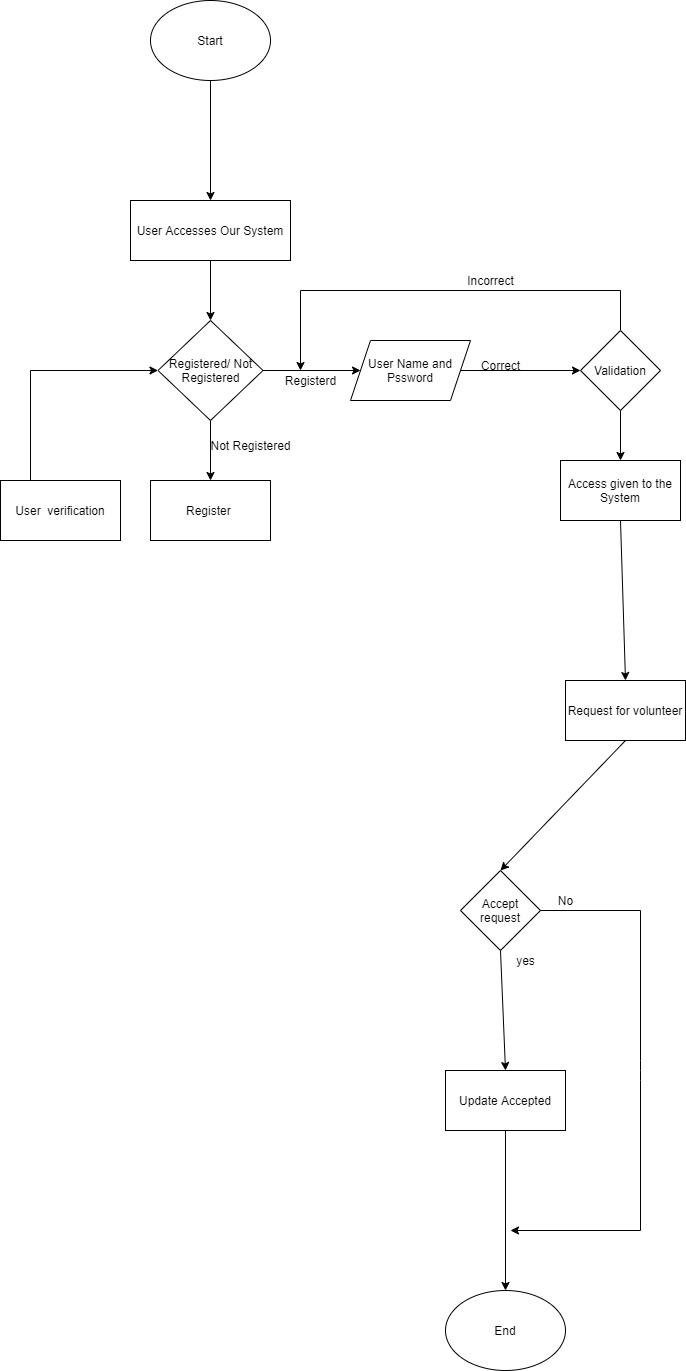 Start
User Accesses Our System
Incorrect
Registered/ Not
Registered
Registerd
User Name and
Pssword
Correct
Validation
Not Registered
User  verification
Register
Access given to the
System
Request for volunteer
Accept
request
No
yes
Update Accepted
End